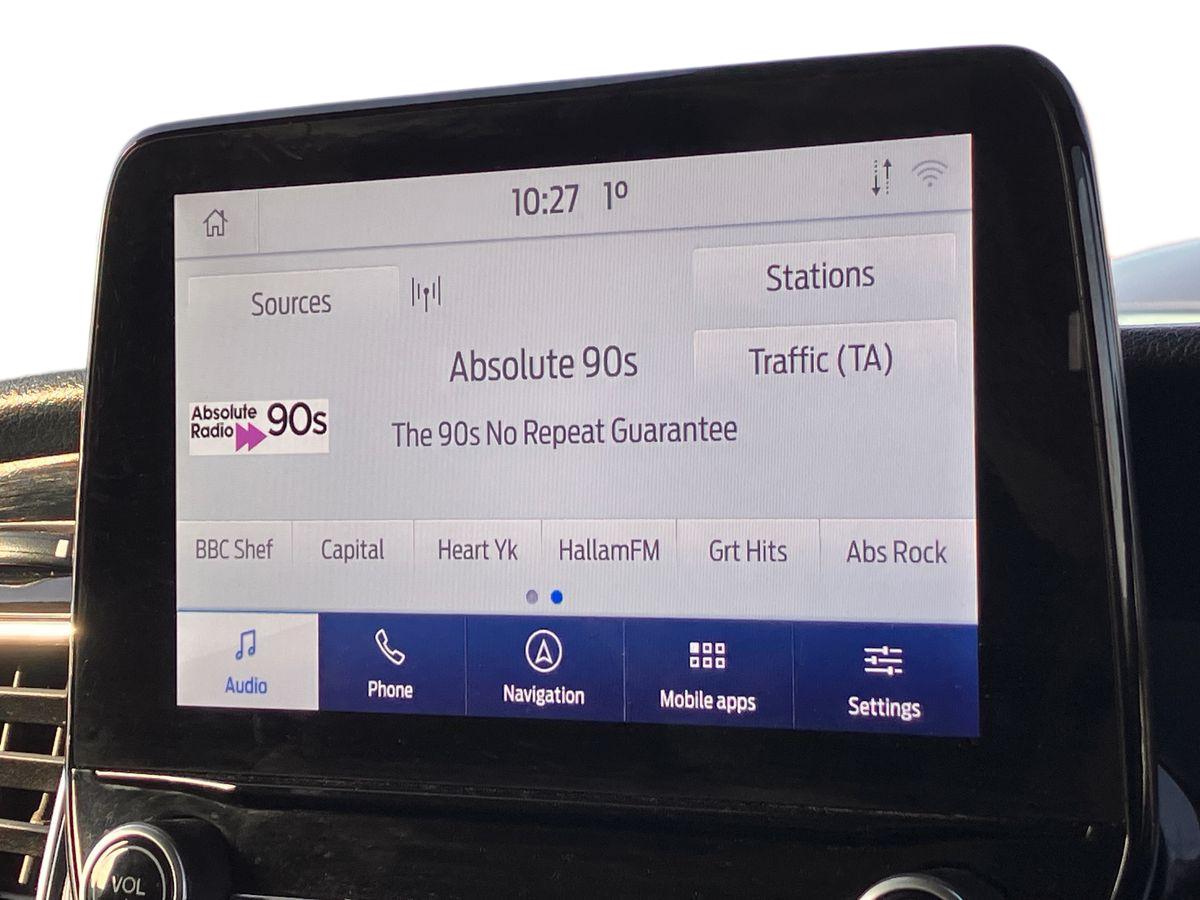 10:27 1°
Sources
Stations
Absolute 90s
Traffic (TA)
Absolute
Radio 90s
The 90s No Repeat Guarantee
BBC Shef Capital Heart Yk HallamFM Grt Hits Abs Rock
Audio Phone Navigation Mobile apps Settings
VOL